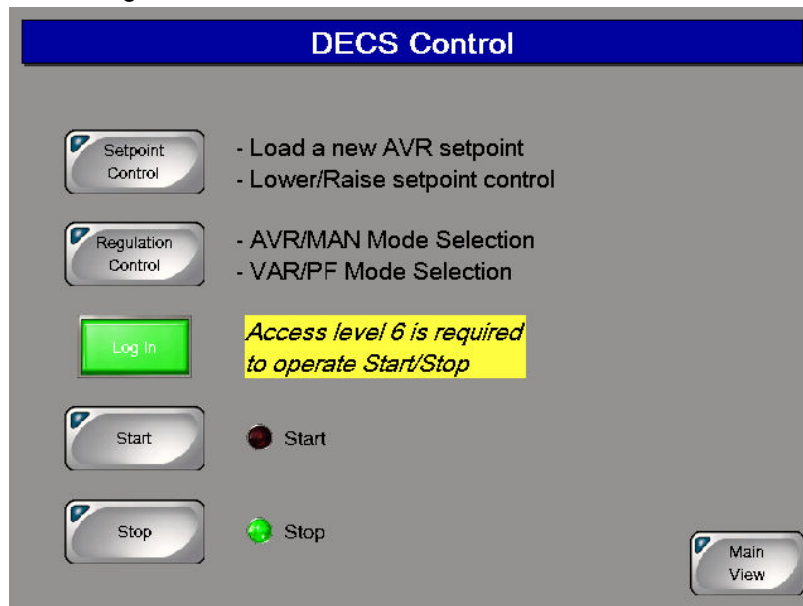 DECS Control
Setpoint
Control
- Load a new AVR setpoint
- Lower/Raise setpoint control
Regulation
Control
- AVR/MAN Mode Selection
- VAR/PF Mode Selection
Log In
Access level 6 is required
to operate Start/Stop
Start
Start
Stop
Stop
Main
View